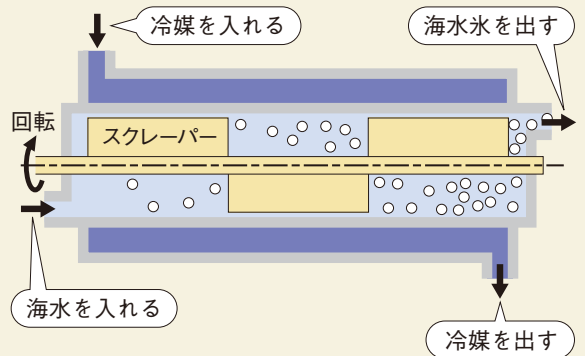 冷媒を入れる
海水氷を出す
回転
スクレーパー
海水を入れる
冷媒を出す